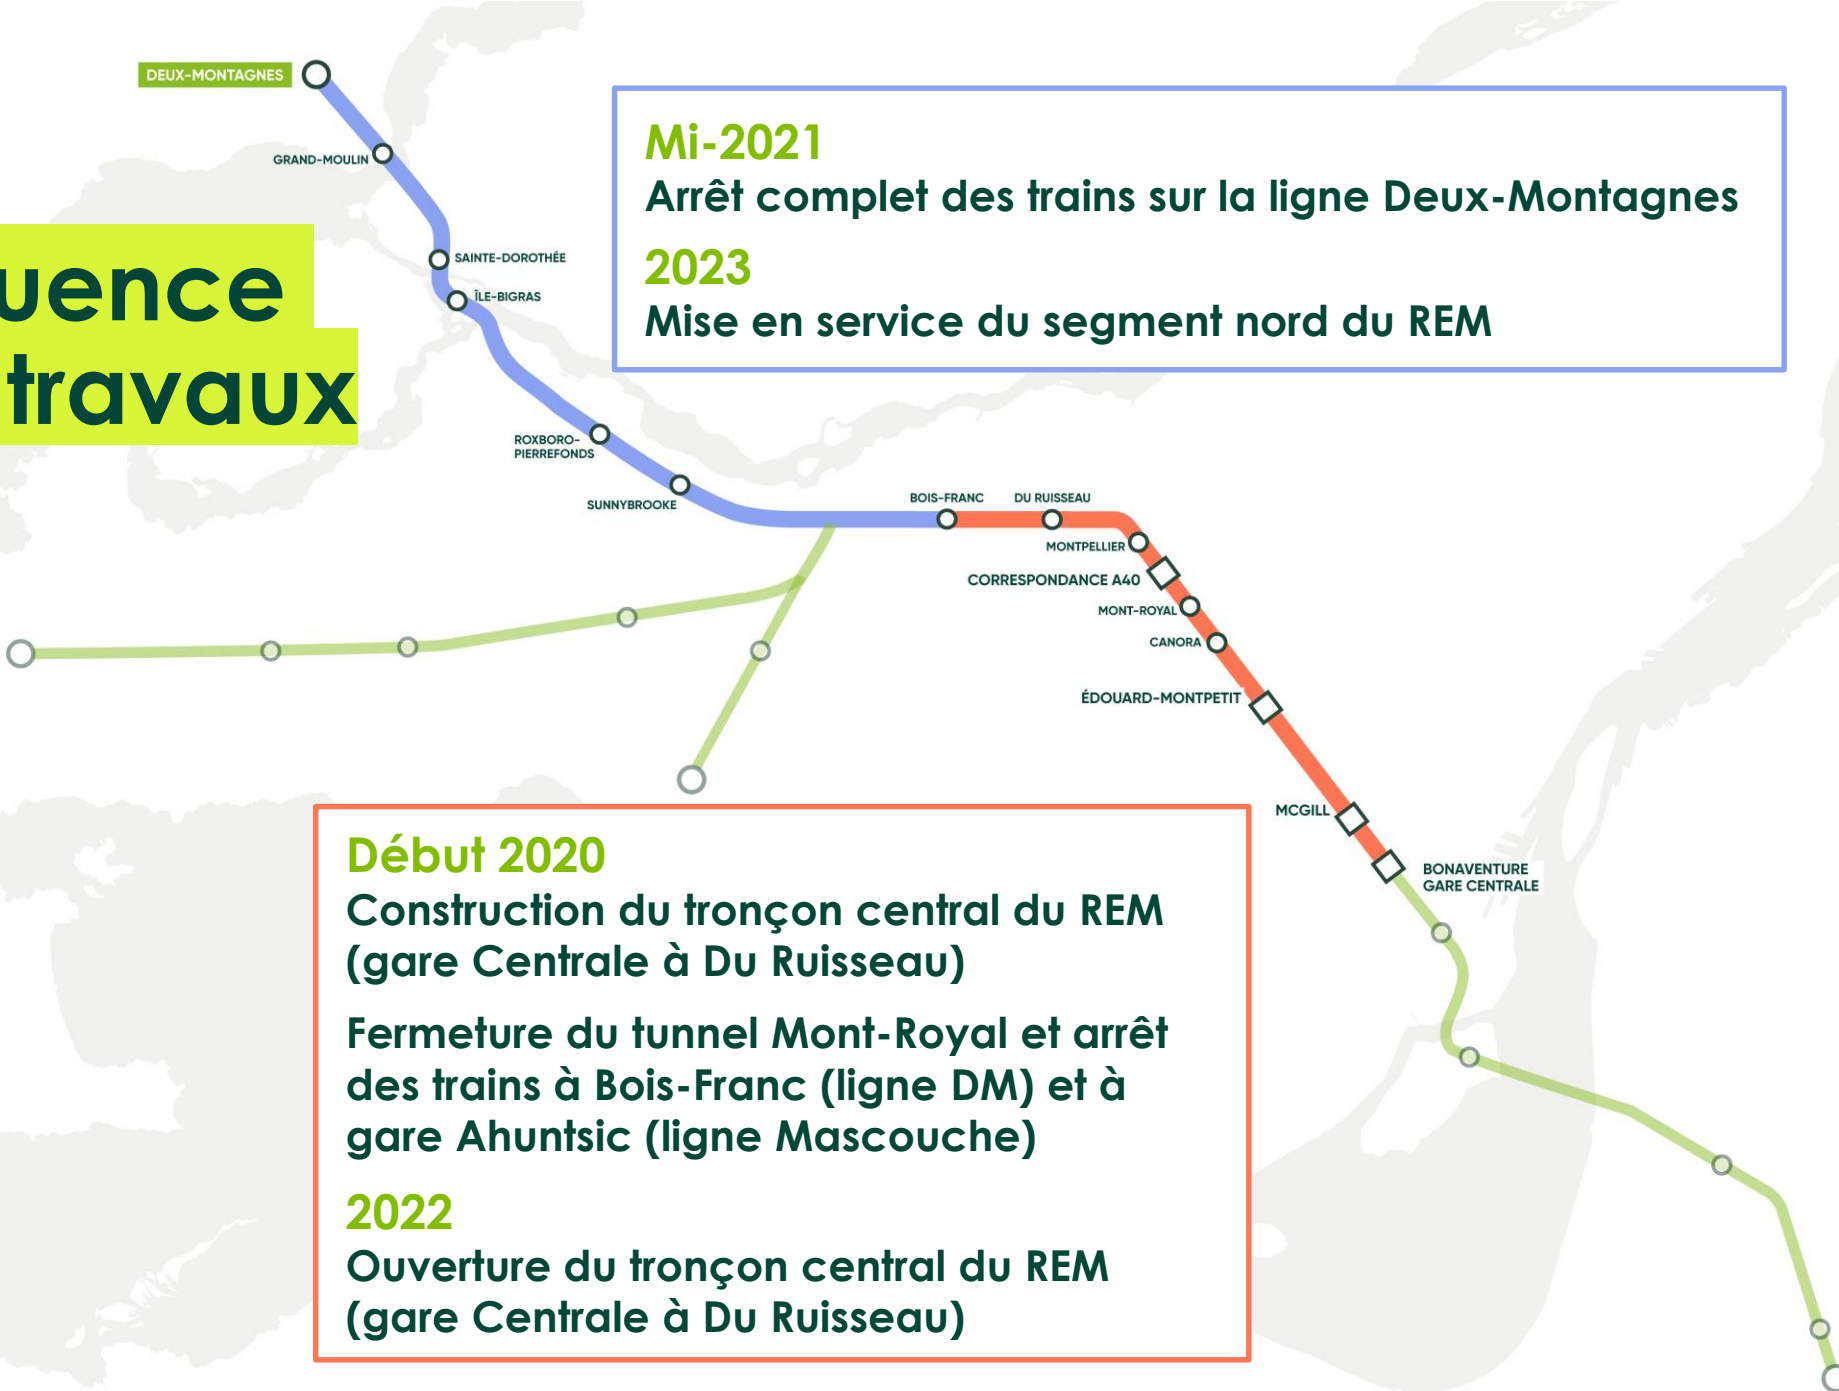 DEUX-MONTAGNES
GRAND-MOULIN
SAINTE-DOROTHÉE
ÎLE-BIGRAS
uence
travaux
Mi-2021
Arrêt complet des trains sur la ligne Deux-Montagnes
2023
Mise en service du segment nord du REM
ROXBORO-
PIERREFONDS
SUNNYBROOKE
BOIS-FRANC
DU RUISSEAU
MONTPELLIER
CORRESPONDANCE A40
MONT-ROYAL
CANORA
ÉDOUARD-MONTPETIT
MCGILL
BONAVENTURE
GARE CENTRALE
Début 2020
Construction du tronçon central du REM
(gare Centrale à Du Ruisseau)
Fermeture du tunnel Mont-Royal et arrêt
des trains à Bois-Franc (ligne DM) et à
gare Ahuntsic (ligne Mascouche)
2022
Ouverture du tronçon central du REM
(gare Centrale à Du Ruisseau)